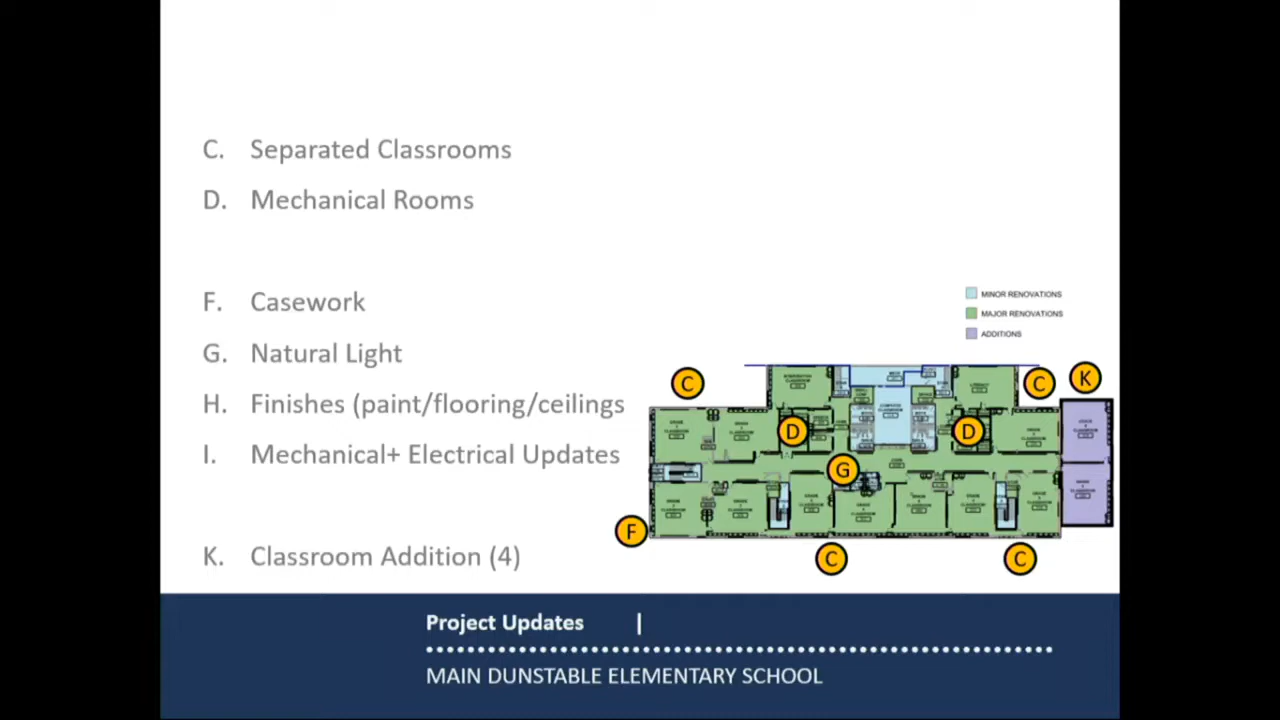 C. Separated Classrooms
D. Mechanical Rooms
F. Casework
G. Natural Light
H. Finishes (paint/flooring/ceilings
I. Mechanical+ Electrical Updates
K. Classroom Addition (4)
MINOR RENOVATIONS
MAJOR RENOVATIONS
ADDITIONS
C
C
K
D
D
G
F
C
C
Project Updates |
MAIN DUNSTABLE ELEMENTARY SCHOOL